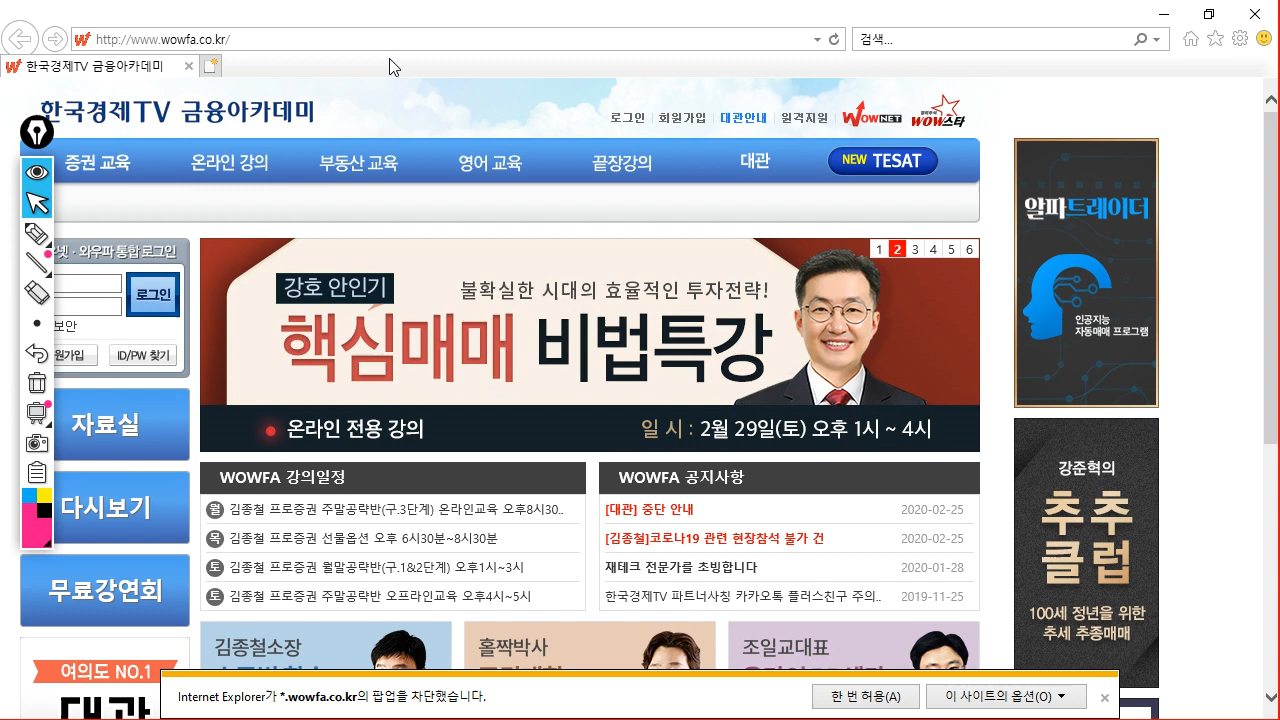 http://www.wowfa.co.kr/
검색...
한국경제TV 금융아카데미
한국경제TV 금융아카데미
로그인 회원가입 대관안내 원격지원 WOWNET WOW스타
증권 교육 온라인 강의 부동산 교육 영어 교육 끝장강의 대관 NEW TESAT
넷 · 와우파 통합 로그인
로그인
보안
원가입 ID/PW 찾기
자료실
다시보기
무료강연회
여의도 NO.1
대관
1 2 3 4 5 6
강호 안인기 불확실한 시대의 효율적인 투자전략!
핵심매매 비법특강
온라인 전용 강의 일 시 : 2월 29일(토) 오후 1시 ~ 4시
WOWFA 강의일정
월 김종철 프로증권 주말공략반(구.3단계) 온라인교육 오후8시30..
목 김종철 프로증권 선물옵션 오후 6시30분~8시30분
토 김종철 프로증권 월말공략반(구.1&2단계) 오후1시~3시
토 김종철 프로증권 주말공략반 오프라인교육 오후4시~5시
WOWFA 공지사항
[대관] 중단 안내 2020-02-25
[김종철]코로나19 관련 현장참석 불가 건 2020-02-25
재테크 전문가를 초빙합니다 2020-01-28
한국경제TV 파트너사칭 카카오톡 플러스친구 주의.. 2019-11-25
김종철소장
홀짝박사
조일교대표
알파트레이더
인공지능
자동매매 프로그램
강준혁의
추추
클럽
100세 정년을 위한
추세 추종매매
Internet Explorer가 *.wowfa.co.kr의 팝업을 차단했습니다.
한 번 허용(A) 이 사이트의 옵션(O)